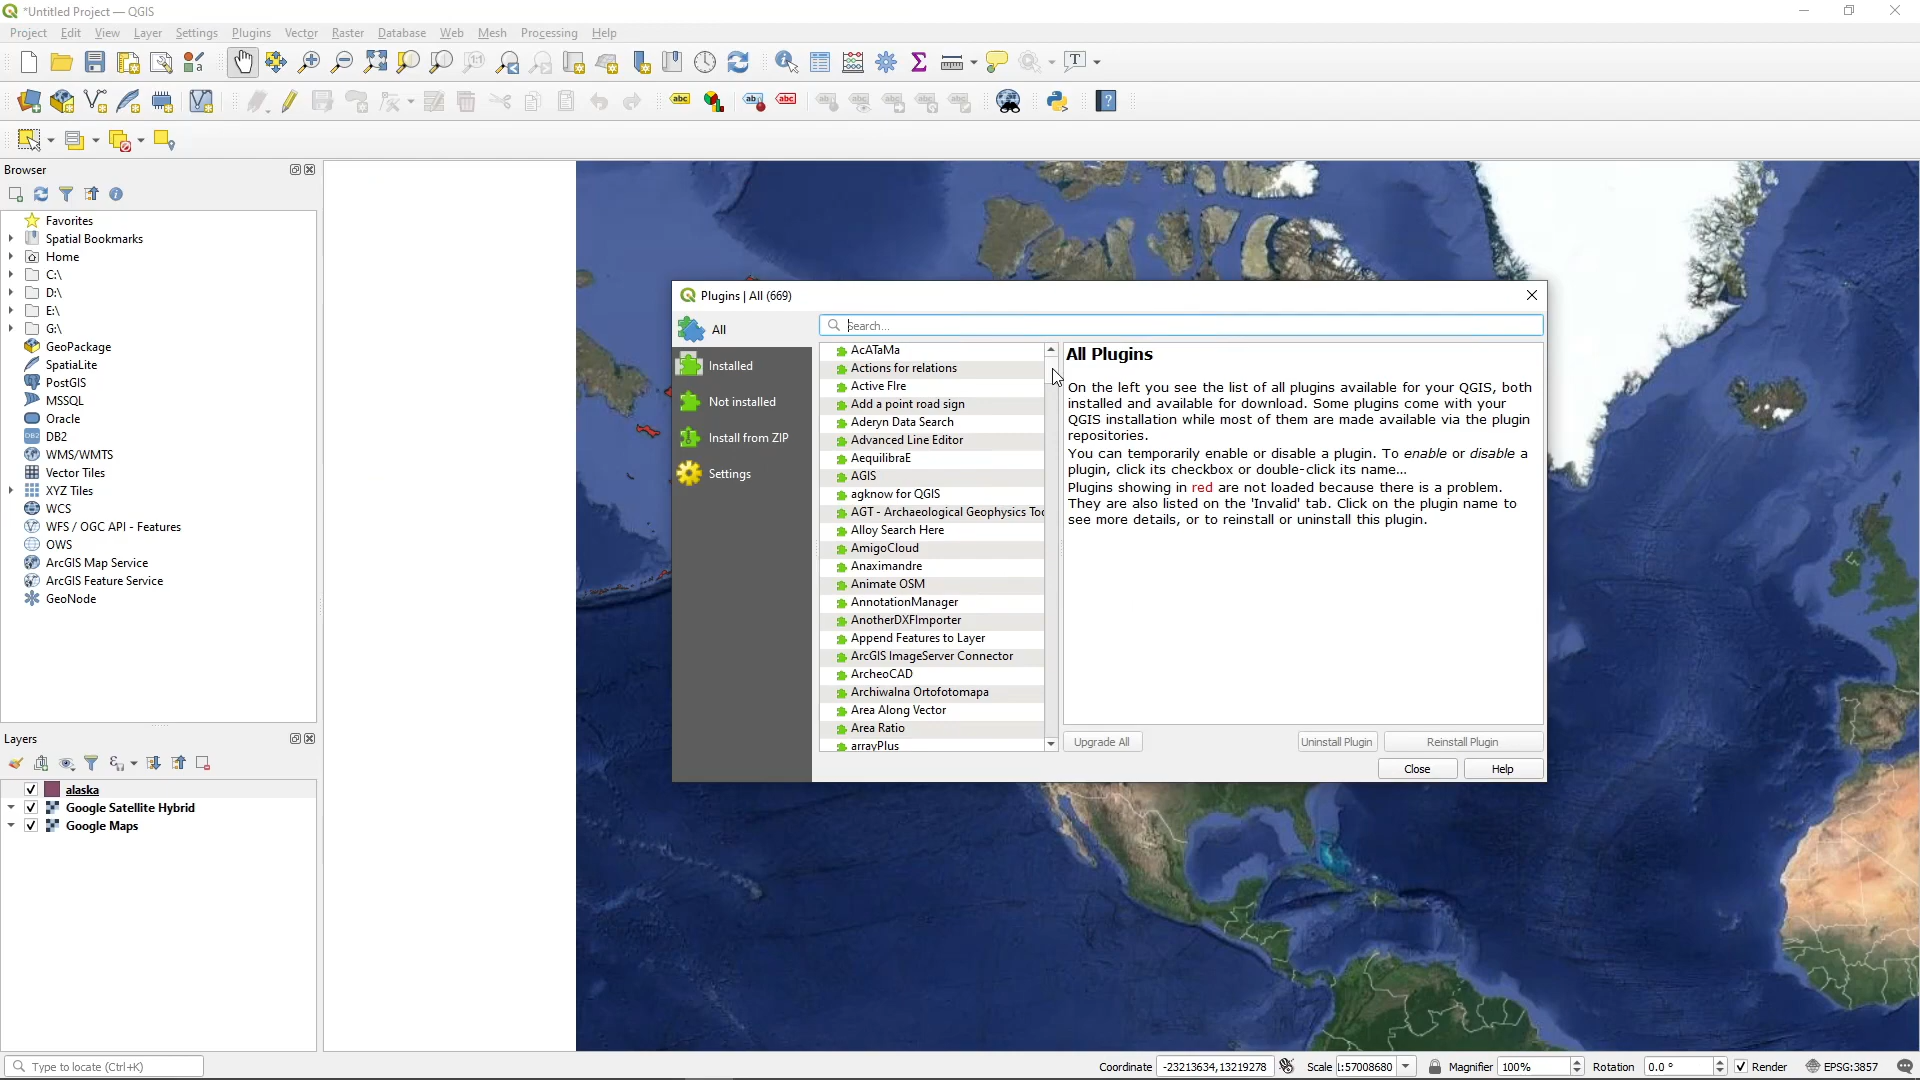 *Untitled Project — QGIS
Project Edit View Layer Settings Plugins Vector Raster Database Web Mesh Processing Help
Browser
Favorites
Spatial Bookmarks
Home
C:\
D:\
E:\
G:\
GeoPackage
SpatiaLite
PostGIS
MSSQL
Oracle
DB2
WMS/WMTS
Vector Tiles
XYZ Tiles
WCS
WFS / OGC API - Features
OWS
ArcGIS Map Service
ArcGIS Feature Service
GeoNode
Layers
alaska
Google Satellite Hybrid
Google Maps
Plugins | All (669)
All
Installed
Not installed
Install from ZIP
Settings
Search...
AcATaMa
Actions for relations
Active FIre
Add a point road sign
Aderyn Data Search
Advanced Line Editor
AequilibraE
AGIS
agknow for QGIS
AGT - Archaeological Geophysics Too
Alloy Search Here
AmigoCloud
Anaximandre
Animate OSM
AnnotationManager
AnotherDXFImporter
Append Features to Layer
ArcGIS ImageServer Connector
ArcheoCAD
Archiwalna Ortofotomapa
Area Along Vector
Area Ratio
arrayPlus
All Plugins
On the left you see the list of all plugins available for your QGIS, both
installed and available for download. Some plugins come with your
QGIS installation while most of them are made available via the plugin
repositories.
You can temporarily enable or disable a plugin. To enable or disable a
plugin, click its checkbox or double-click its name...
Plugins showing in red are not loaded because there is a problem.
They are also listed on the 'Invalid' tab. Click on the plugin name to
see more details, or to reinstall or uninstall this plugin.
Upgrade All
Uninstall Plugin
Reinstall Plugin
Close
Help
Type to locate (Ctrl+K)
Coordinate -23213634,13219278
Scale 1:57008680
Magnifier 100%
Rotation 0.0 °
Render
EPSG:3857